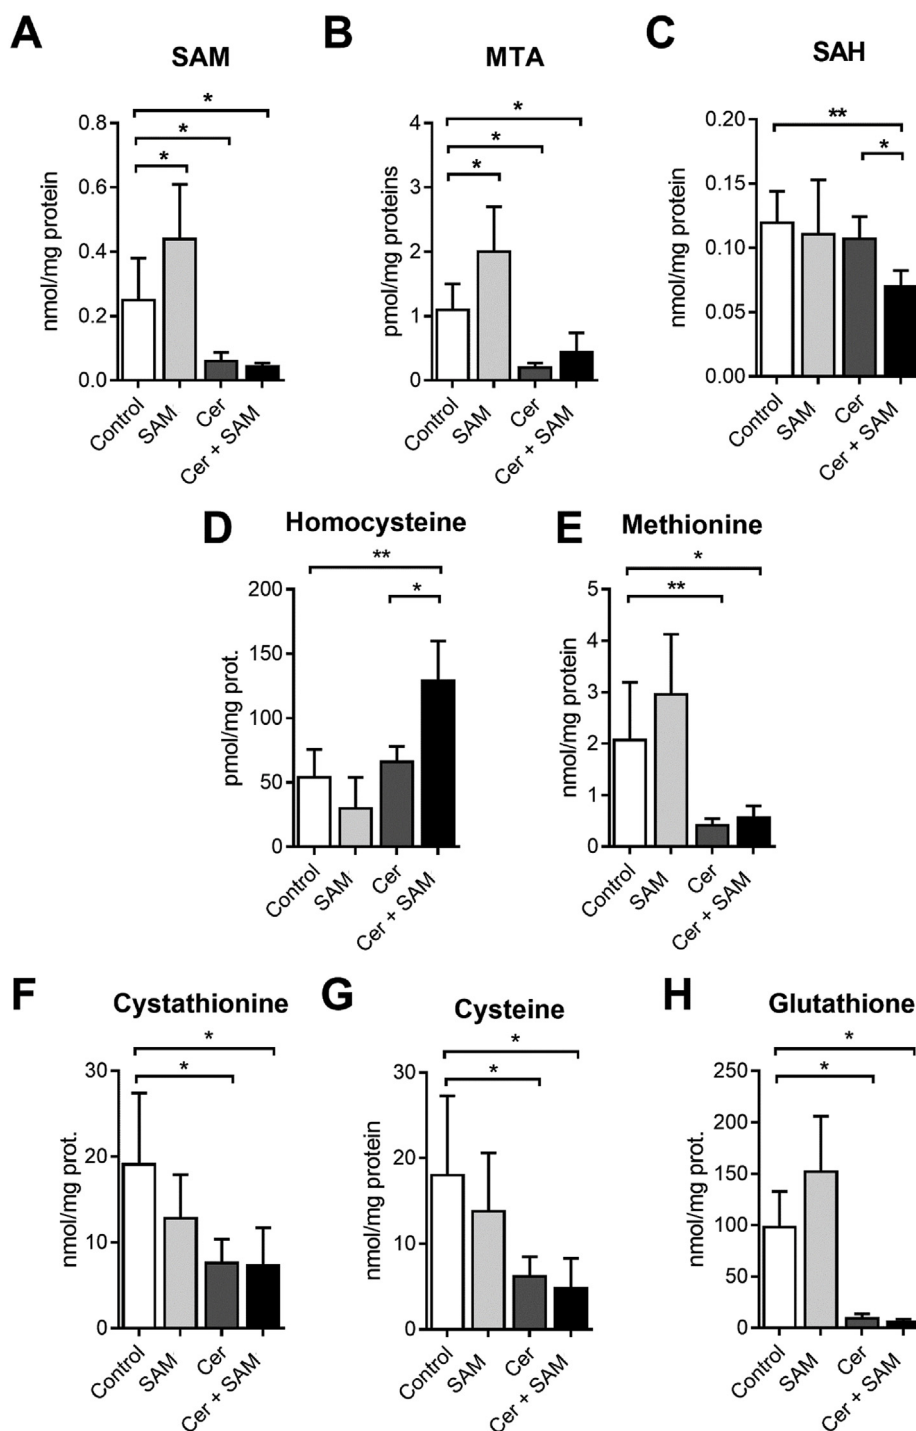 A
SAM
nmol/mg protein
0.8
0.6
0.4
0.2
0.0
*
*
*
Control
SAM
Cer
Cer + SAM
B
MTA
pmol/mg proteins
4
3
2
1
0
*
*
*
Control
SAM
Cer
Cer + SAM
C
SAH
nmol/mg protein
0.20
0.15
0.10
0.05
0.00
**
*
Control
SAM
Cer
Cer + SAM
D
Homocysteine
pmol/mg prot.
200
150
100
50
0
**
*
Control
SAM
Cer
Cer + SAM
E
Methionine
nmol/mg protein
5
4
3
2
1
0
*
**
Control
SAM
Cer
Cer + SAM
F
Cystathionine
nmol/mg prot.
30
20
10
0
*
*
Control
SAM
Cer
Cer + SAM
G
Cysteine
nmol/mg protein
30
20
10
0
*
*
Control
SAM
Cer
Cer + SAM
H
Glutathione
nmol/mg prot.
250
200
150
100
50
0
*
*
Control
SAM
Cer
Cer + SAM